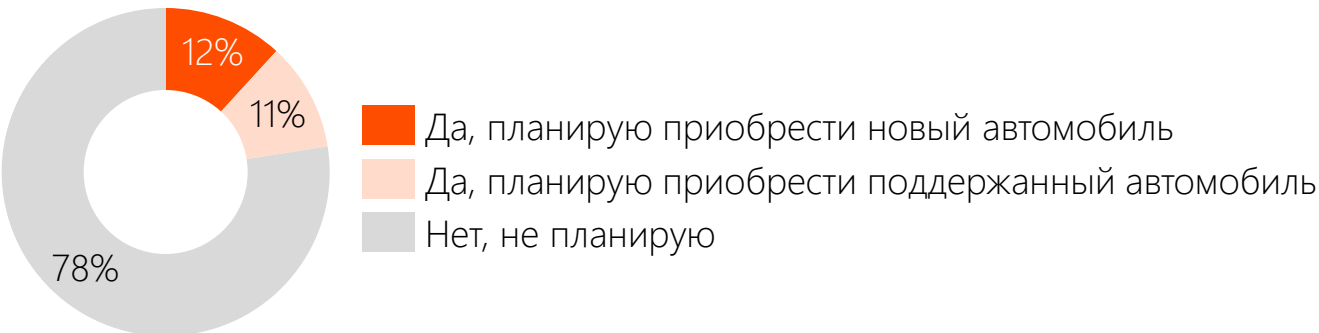 12%
11%
78%
Да, планирую приобрести новый автомобиль
Да, планирую приобрести поддержанный автомобиль
Нет, не планирую